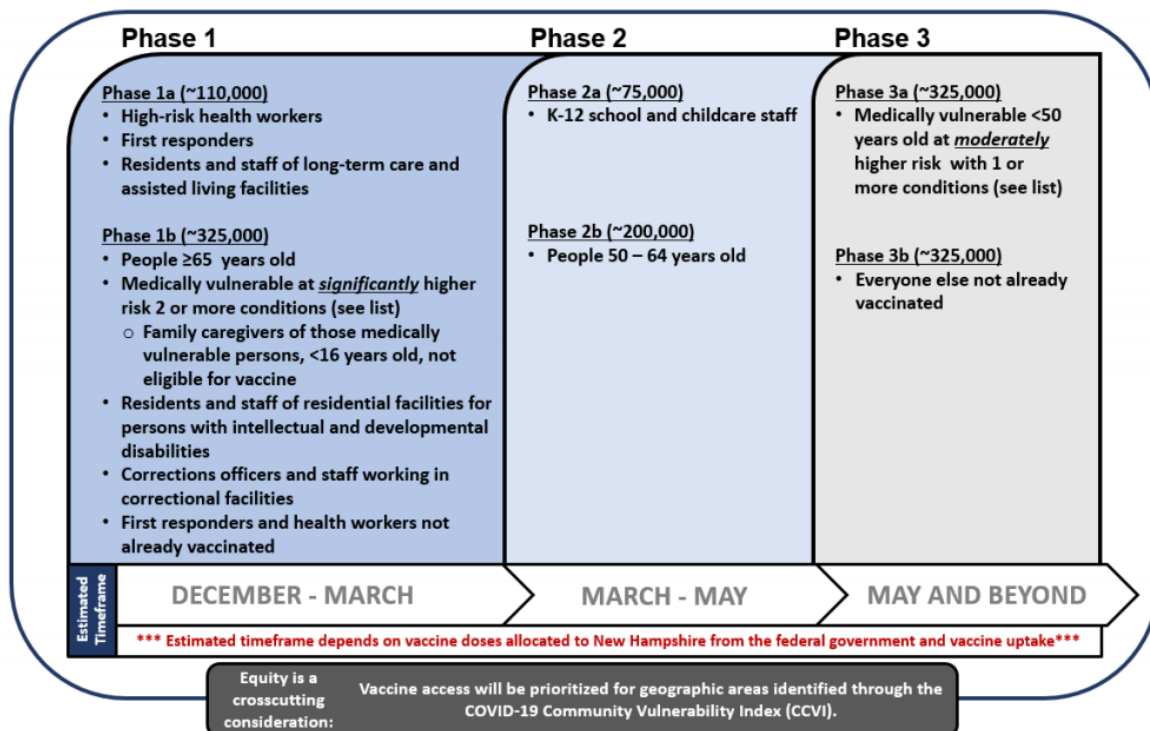 Phase 1
Phase 1a (~110,000)
• High-risk health workers
• First responders
• Residents and staff of long-term care and
assisted living facilities
Phase 1b (~325,000)
• People ≥65 years old
• Medically vulnerable at significantly higher
risk 2 or more conditions (see list)
o Family caregivers of those medically
vulnerable persons, <16 years old, not
eligible for vaccine
• Residents and staff of residential facilities for
persons with intellectual and developmental
disabilities
• Corrections officers and staff working in
correctional facilities
• First responders and health workers not
already vaccinated
Phase 2
Phase 2a (~75,000)
• K-12 school and childcare staff
Phase 2b (~200,000)
• People 50 – 64 years old
Phase 3
Phase 3a (~325,000)
• Medically vulnerable <50
years old at moderately
higher risk with 1 or
more conditions (see list)
Phase 3b (~325,000)
• Everyone else not already
vaccinated
Estimated
Timeframe
DECEMBER - MARCH
MARCH - MAY
MAY AND BEYOND
*** Estimated timeframe depends on vaccine doses allocated to New Hampshire from the federal government and vaccine uptake***
Equity is a
crosscutting
consideration:
Vaccine access will be prioritized for geographic areas identified through the
COVID-19 Community Vulnerability Index (CCVI).